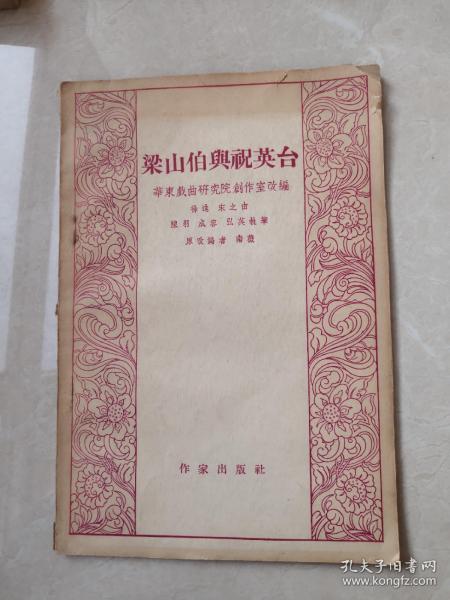 梁山伯與祝英台
華東戲曲研究院創作室改編
徐進 宋之由
陳羽 成容 弘英執筆
原改編者 南薇
作家出版社
孔夫子旧书网
www.kongfz.com